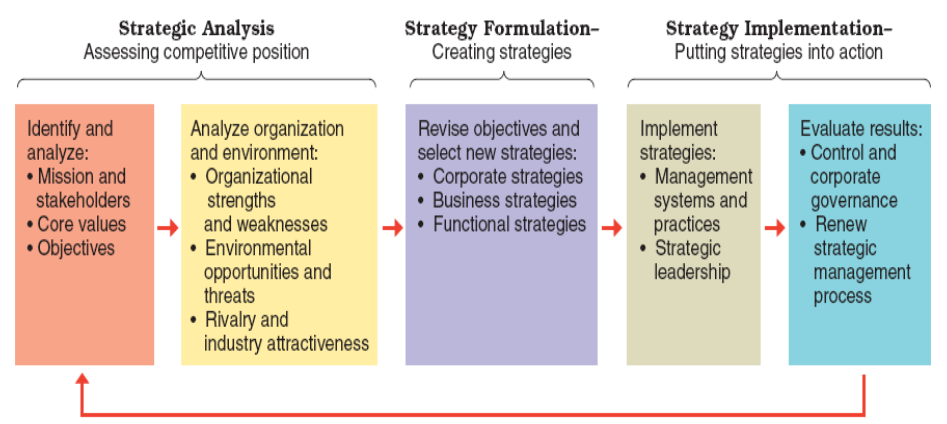 Strategic Analysis
Assessing competitive position
Strategy Formulation–
Creating strategies
Strategy Implementation–
Putting strategies into action
Identify and
analyze:
• Mission and
stakeholders
• Core values
• Objectives
Analyze organization
and environment:
• Organizational
strengths
and weaknesses
• Environmental
opportunities and
threats
• Rivalry and
industry attractiveness
Revise objectives and
select new strategies:
• Corporate strategies
• Business strategies
• Functional strategies
Implement
strategies:
• Management
systems and
practices
• Strategic
leadership
Evaluate results:
• Control and
corporate
governance
• Renew
strategic
management
process